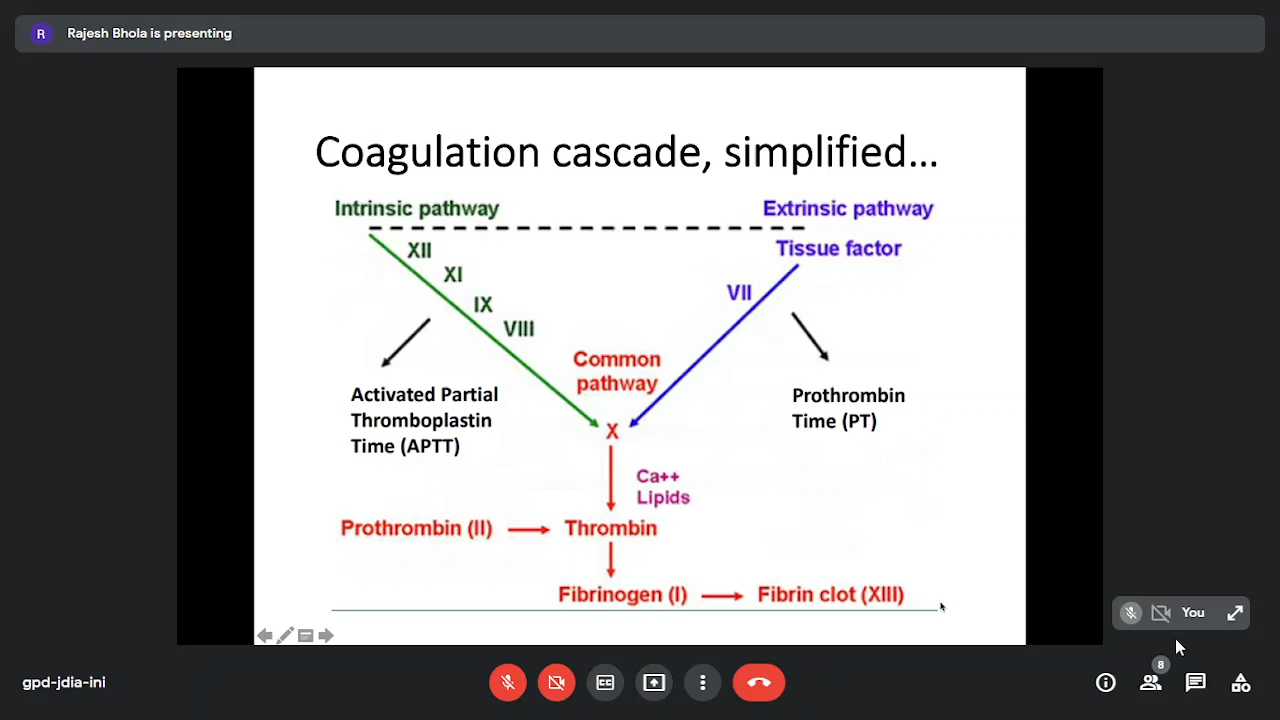 R Rajesh Bhola is presenting
Coagulation cascade, simplified...
Intrinsic pathway
Extrinsic pathway
XII
Tissue factor
XI
VII
IX
VIII
Common
pathway
Activated Partial
Thromboplastin
Time (APTT)
Prothrombin
Time (PT)
X
Ca++
Lipids
Prothrombin (II)
Thrombin
Fibrinogen (I)
Fibrin clot (XIII)
You
8
gpd-jdia-ini
CC